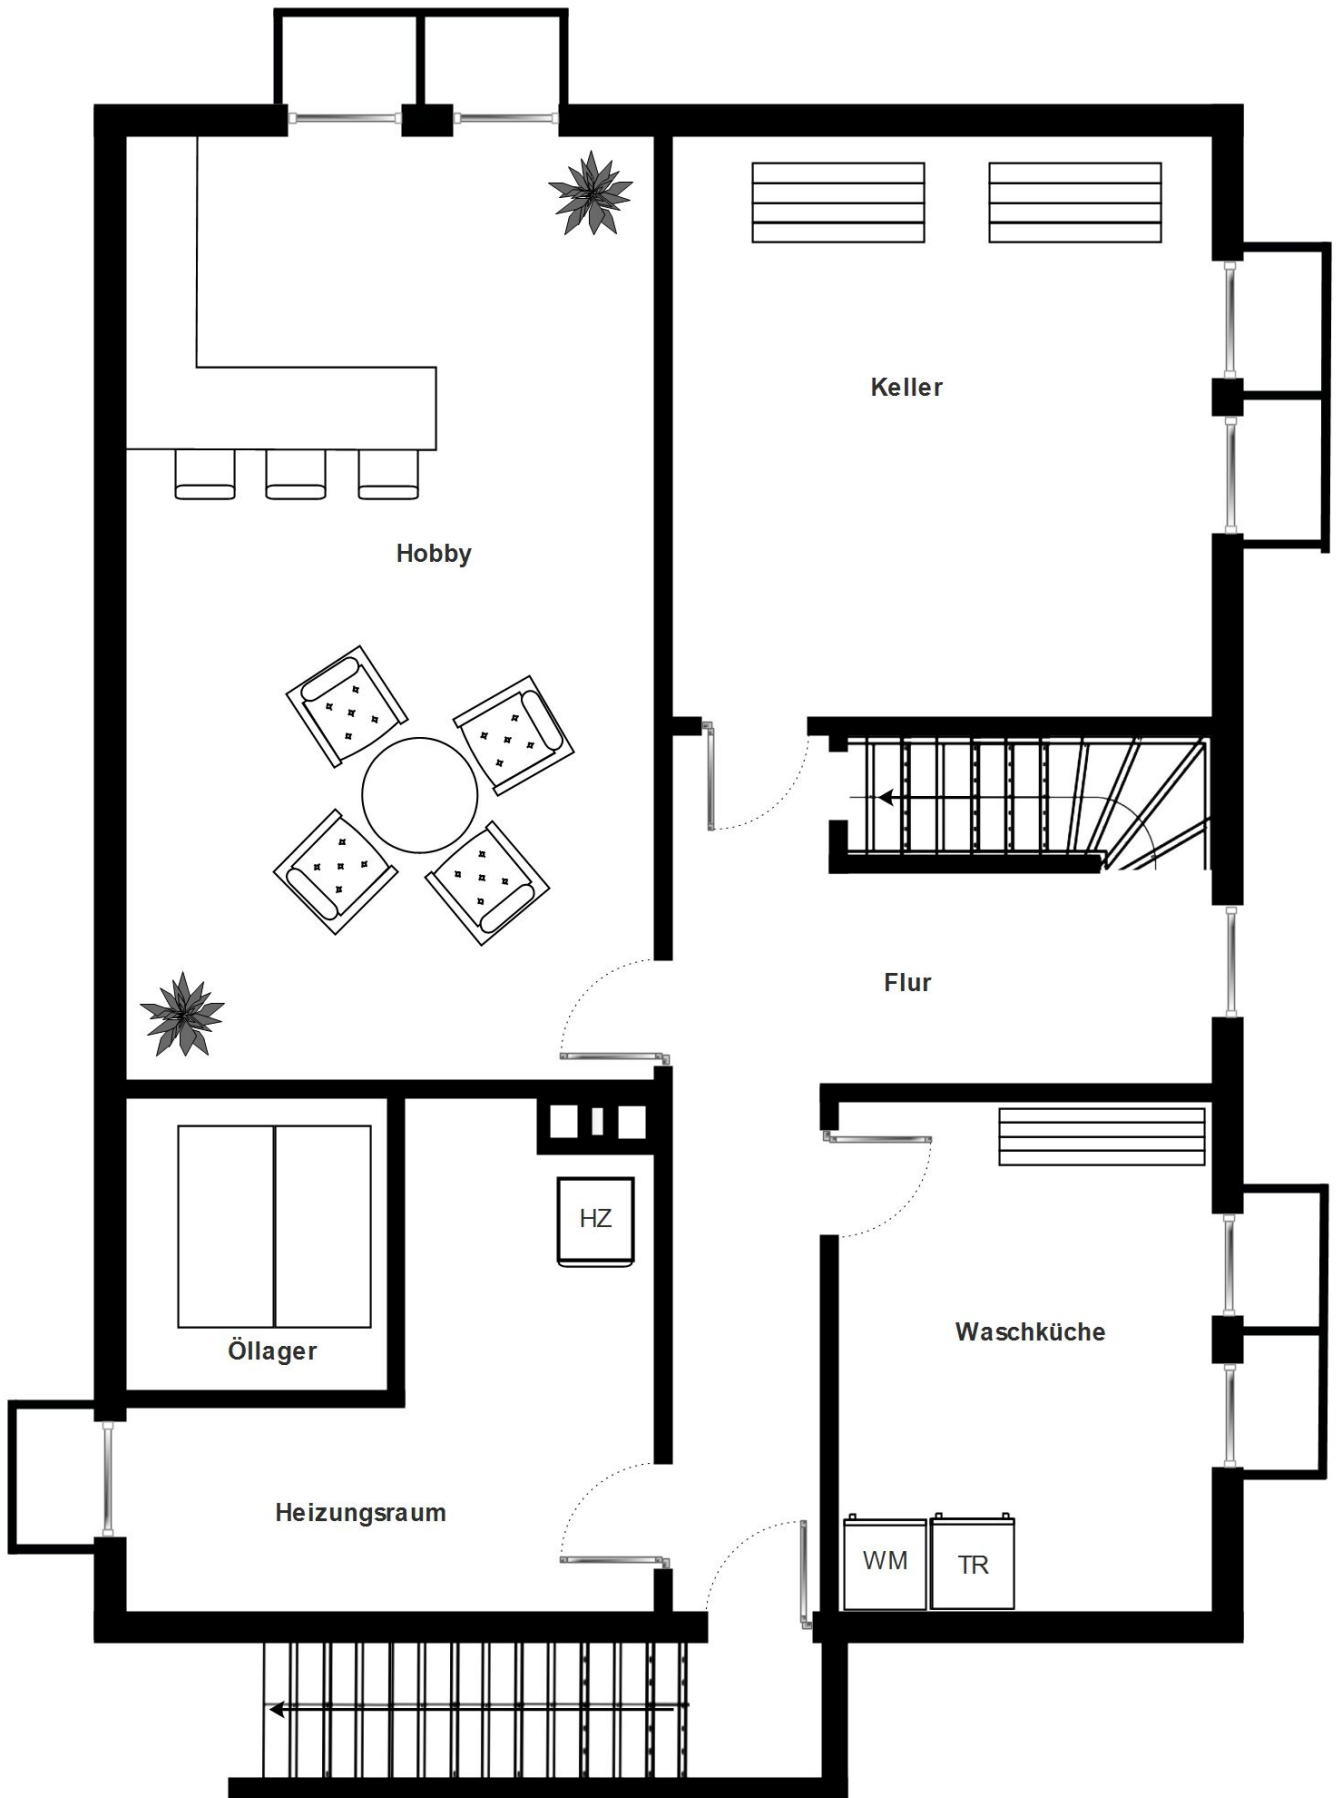 Keller
Hobby
Flur
HZ
Waschküche
Öllager
Heizungsraum
WM
TR